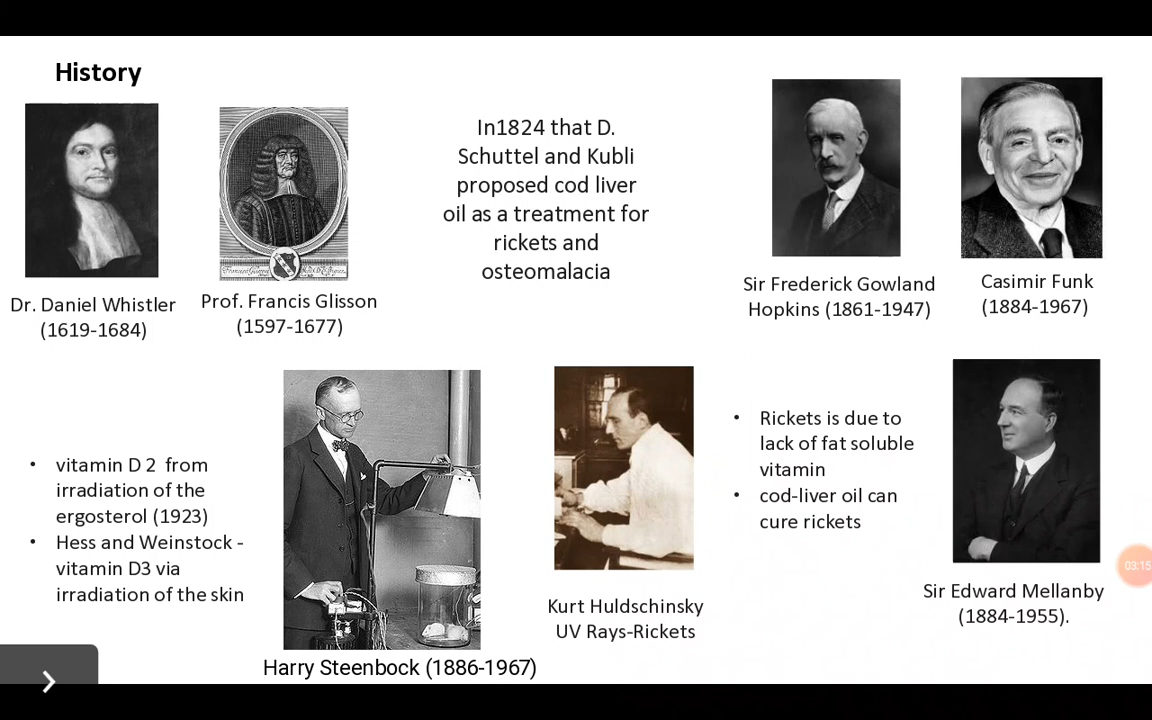 History
Dr. Daniel Whistler
(1619-1684)
Prof. Francis Glisson
(1597-1677)
In1824 that D.
Schuttel and Kubli
proposed cod liver
oil as a treatment for
rickets and
osteomalacia
Sir Frederick Gowland
Hopkins (1861-1947)
Casimir Funk
(1884-1967)
• vitamin D 2 from
irradiation of the
ergosterol (1923)
• Hess and Weinstock -
vitamin D3 via
irradiation of the skin
Harry Steenbock (1886-1967)
Kurt Huldschinsky
UV Rays-Rickets
• Rickets is due to
lack of fat soluble
vitamin
• cod-liver oil can
cure rickets
Sir Edward Mellanby
(1884-1955).
03:15